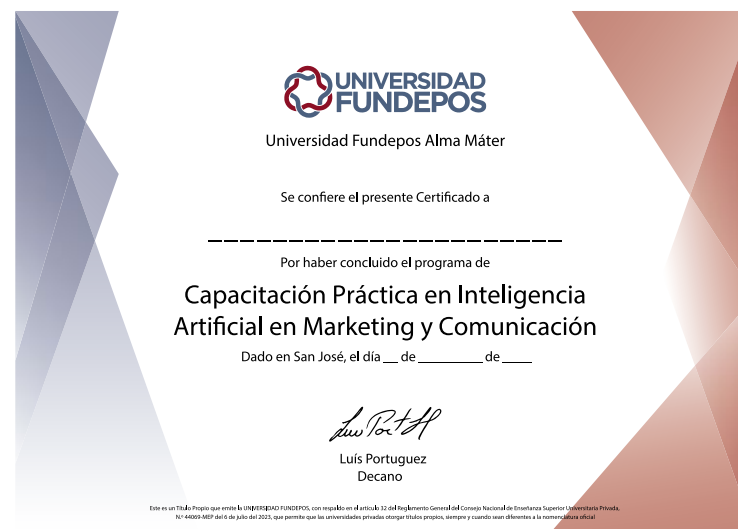 UNIVERSIDAD
FUNDEPOS
Universidad Fundepos Alma Máter
Se confiere el presente Certificado a
______________________
Por haber concluido el programa de
Capacitación Práctica en Inteligencia
Artificial en Marketing y Comunicación
Dado en San José, el día __ de ________ de ____
Luís Portuguez
Decano
Este es un Título Propio que emite la UNIVERSIDAD FUNDEPOS, con respaldo en el artículo 32 del Reglamento General del Consejo Nacional de Enseñanza Superior Universitaria Privada,
N.º 44069-MEP del 6 de julio del 2023, que permite que las universidades privadas otorgar títulos propios, siempre y cuando sean diferentes a la nomenclatura oficial